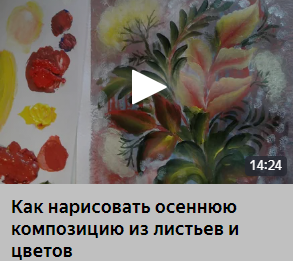 14:24
Как нарисовать осеннюю
композицию из листьев и
цветов